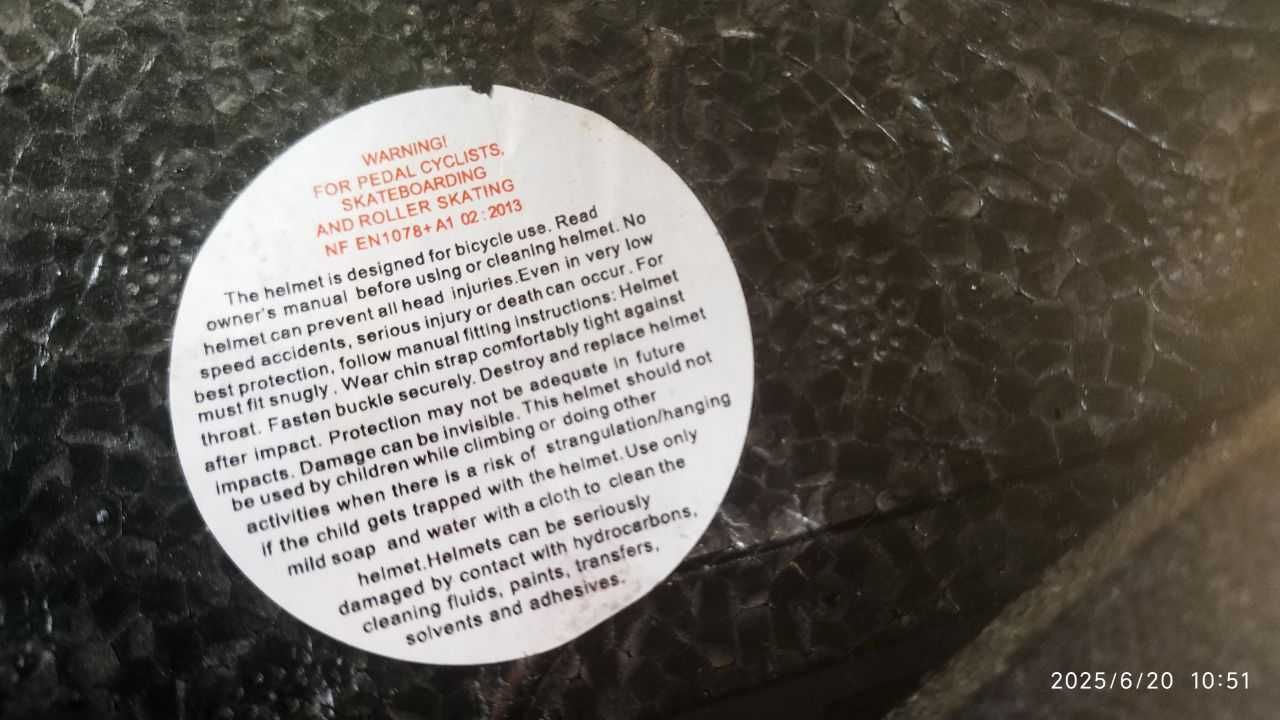 WARNING!
FOR PEDAL CYCLISTS,
SKATEBOARDING
AND ROLLER SKATING
NF EN1078+A1 02:2013
The helmet is designed for bicycle use. Read
owner's manual before using or cleaning helmet. No
helmet can prevent all head injuries.Even in very low
speed accidents, serious injury or death can occur. For
best protection, follow manual fitting instructions: Helmet
must fit snugly. Wear chin strap comfortably tight against
throat. Fasten buckle securely. Destroy and replace helmet
after impact. Protection may not be adequate in future
impacts. Damage can be invisible. This helmet should not
be used by children while climbing or doing other
activities when there is a risk of strangulation/hanging
if the child gets trapped with the helmet. Use only
mild soap and water with a cloth to clean the
helmet.Helmets can be seriously
damaged by contact with hydrocarbons,
cleaning fluids, paints, transfers,
solvents and adhesives.
2025/6/20 10:51